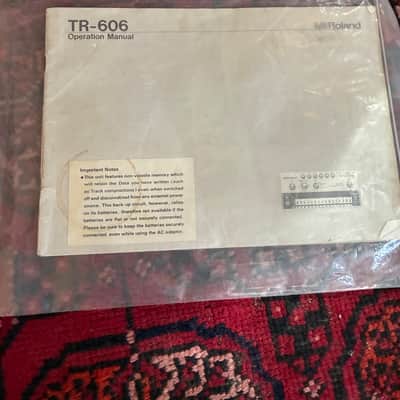 TR-606
Operation Manual
Roland
Important Notes
● This unit features non-volatile memory which
will retain the Data you have written (such
as Track compositions) even when switched
off and disconnected from any external power
source. This back up circuit, however, relies
on its batteries, therefore not available if the
batteries are flat or not securely connected.
Please be sure to keep the batteries securely
connected even while using the AC Adaptor.